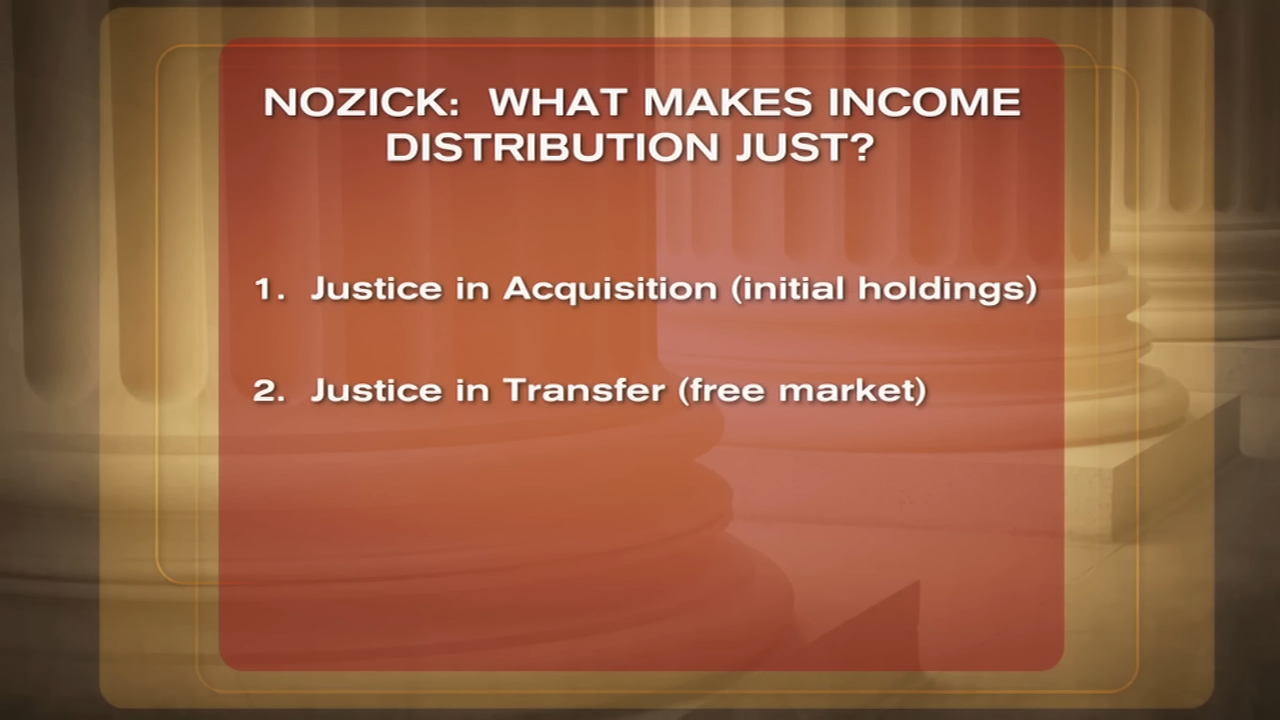 NOZICK:  WHAT MAKES INCOME
DISTRIBUTION JUST?
1.  Justice in Acquisition (initial holdings)
2.  Justice in Transfer (free market)